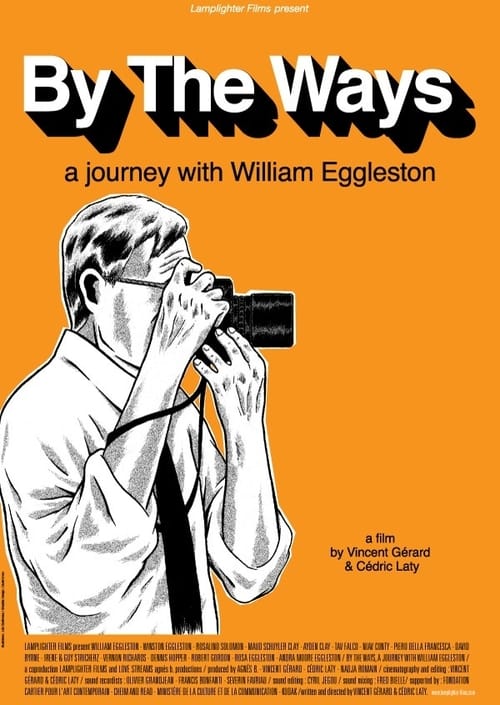 Lamplighter Films present
By The Ways
a journey with William Eggleston
a film
by Vincent Gérard
& Cédric Laty
LAMPLIGHTER FILMS present WILLIAM EGGLESTON - WINSTON EGGLESTON - ROSALIND SOLOMON - MAUD SCHUYLER CLAY - AYDEN CLAY - TAV FALCO - WAW CONTY - PIERO DELLA FRANCESCA - DAVID
BYRNE - IRENE & GUY STRICHERZ - VERNON RICHARDS - DENNIS HOPPER - ROBERT GORDON - ROSA EGGLESTON - ANDRA MOORE EGGLESTON / BY THE WAYS, A JOURNEY WITH WILLIAM EGGLESTON /
a coproduction LAMPLIGHTER FILMS and LOVE STREAMS agnès b. productions / produced by AGNÈS B. - VINCENT GÉRARD - CÉDRIC LATY - NADJA ROMAIN / cinematography and editing : VINCENT
GÉRARD & CÉDRIC LATY / sound recordists : OLIVIER GRANDJEAN - FRANCIS BONFANTI - SEVERIN FAVRIAU / sound editing : CYRIL JEGOU / sound mixing : FRED BIELLE / supported by : FONDATION
CARTIER POUR L'ART CONTEMPORAIN - CHEIM AND READ - MINISTÈRE DE LA CULTURE ET DE LA COMMUNICATION - KODAK / written and directed by VINCENT GÉRARD & CÉDRIC LATY.